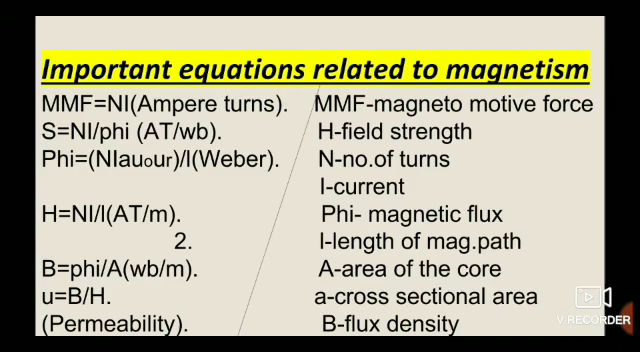 Important equations related to magnetism
MMF=NI(Ampere turns). MMF-magneto motive force
S=NI/phi (AT/wb). H-field strength
Phi=(NIauour)/l(Weber). N-no.of turns
I-current
H=NI/l(AT/m). Phi- magnetic flux
2. l-length of mag.path
B=phi/A(wb/m). A-area of the core
u=B/H. a-cross sectional area
(Permeability). B-flux density
V RECORDER